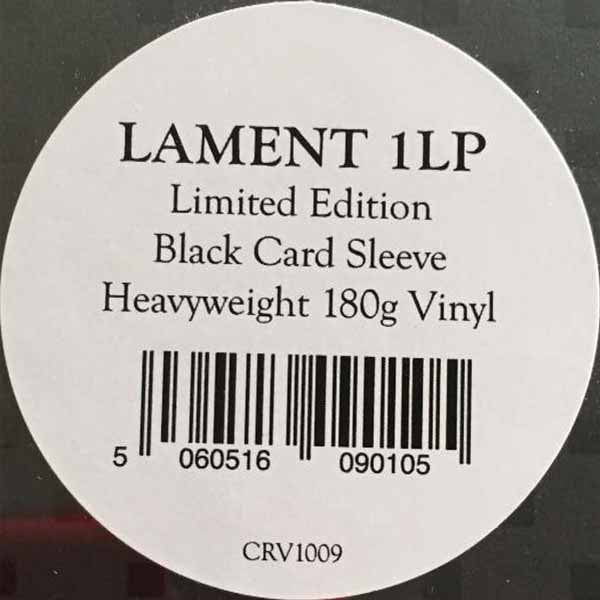 LAMENT 1LP
Limited Edition
Black Card Sleeve
Heavyweight 180g Vinyl
5 060516 090105
CRV1009